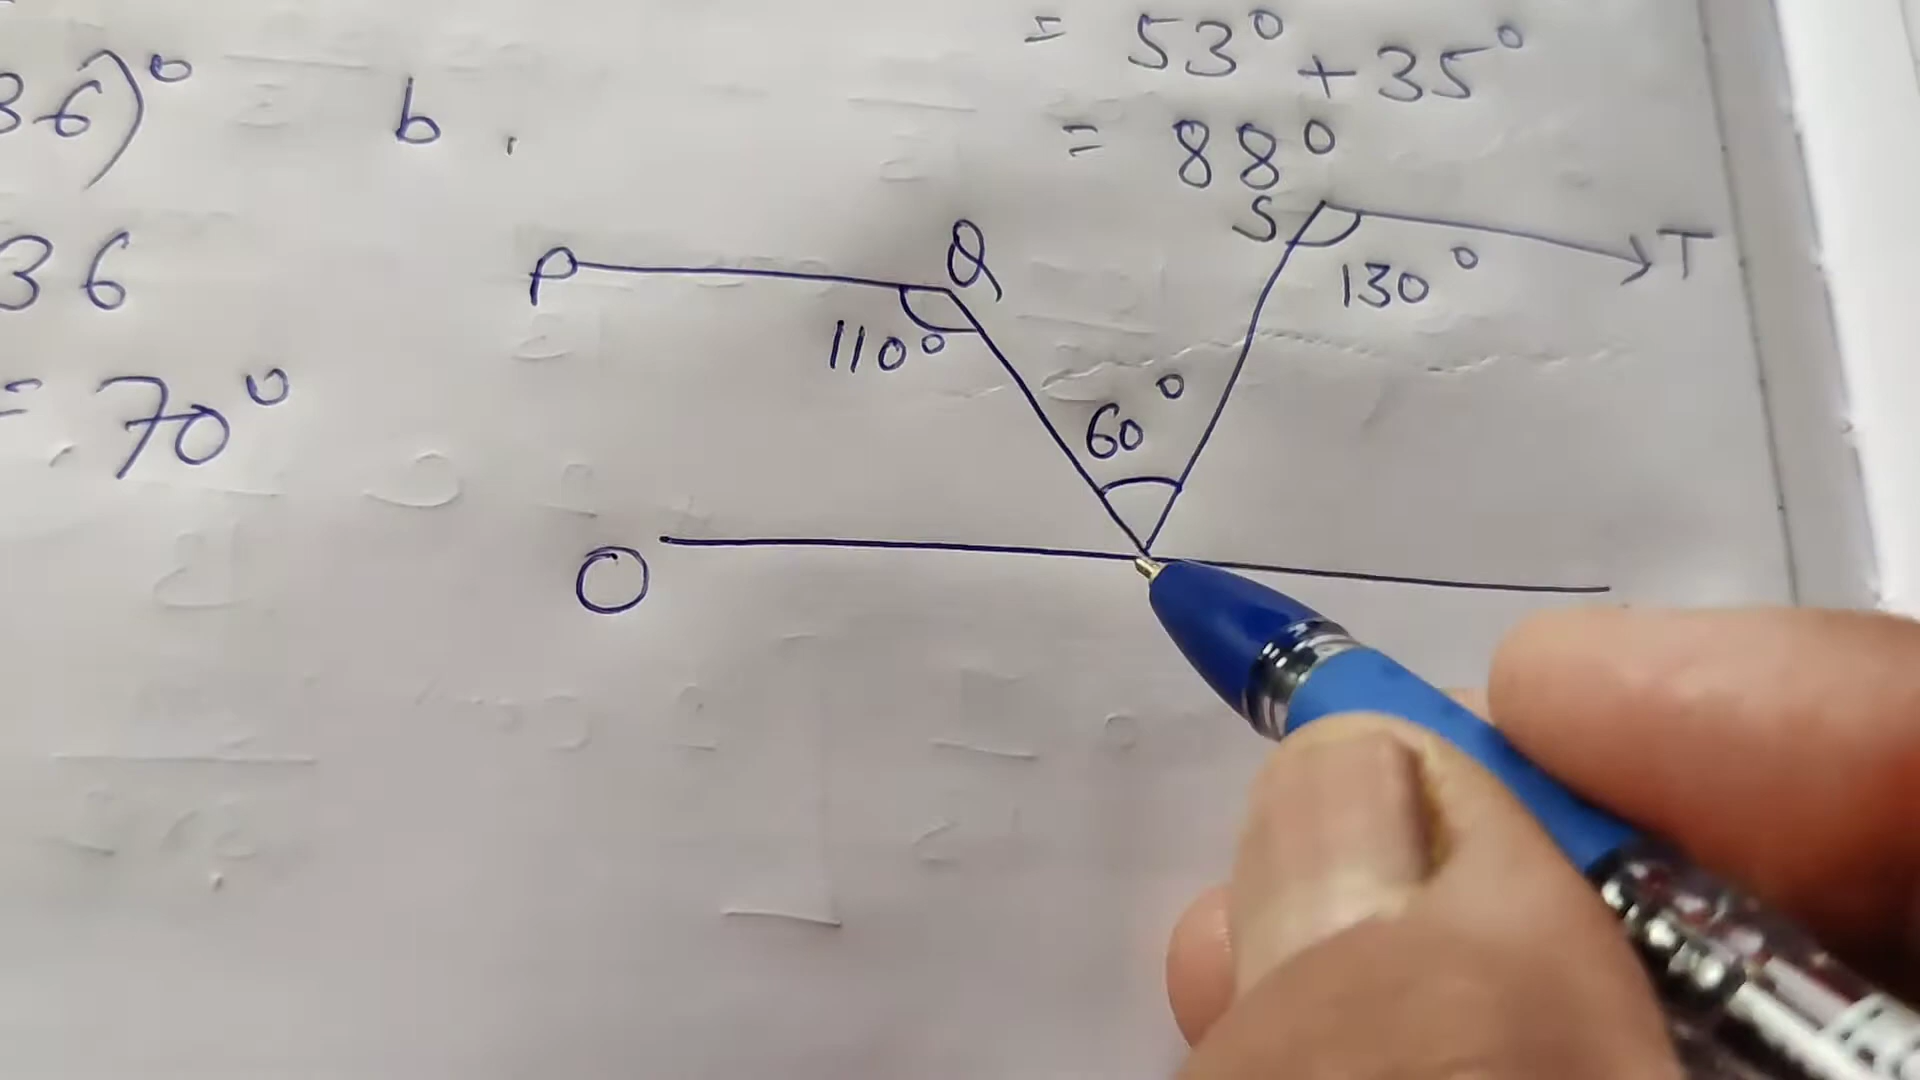 = 53° + 35°
36)° b.
= 88°
36
P Q S T
110° 130°
= 70°
60°
O